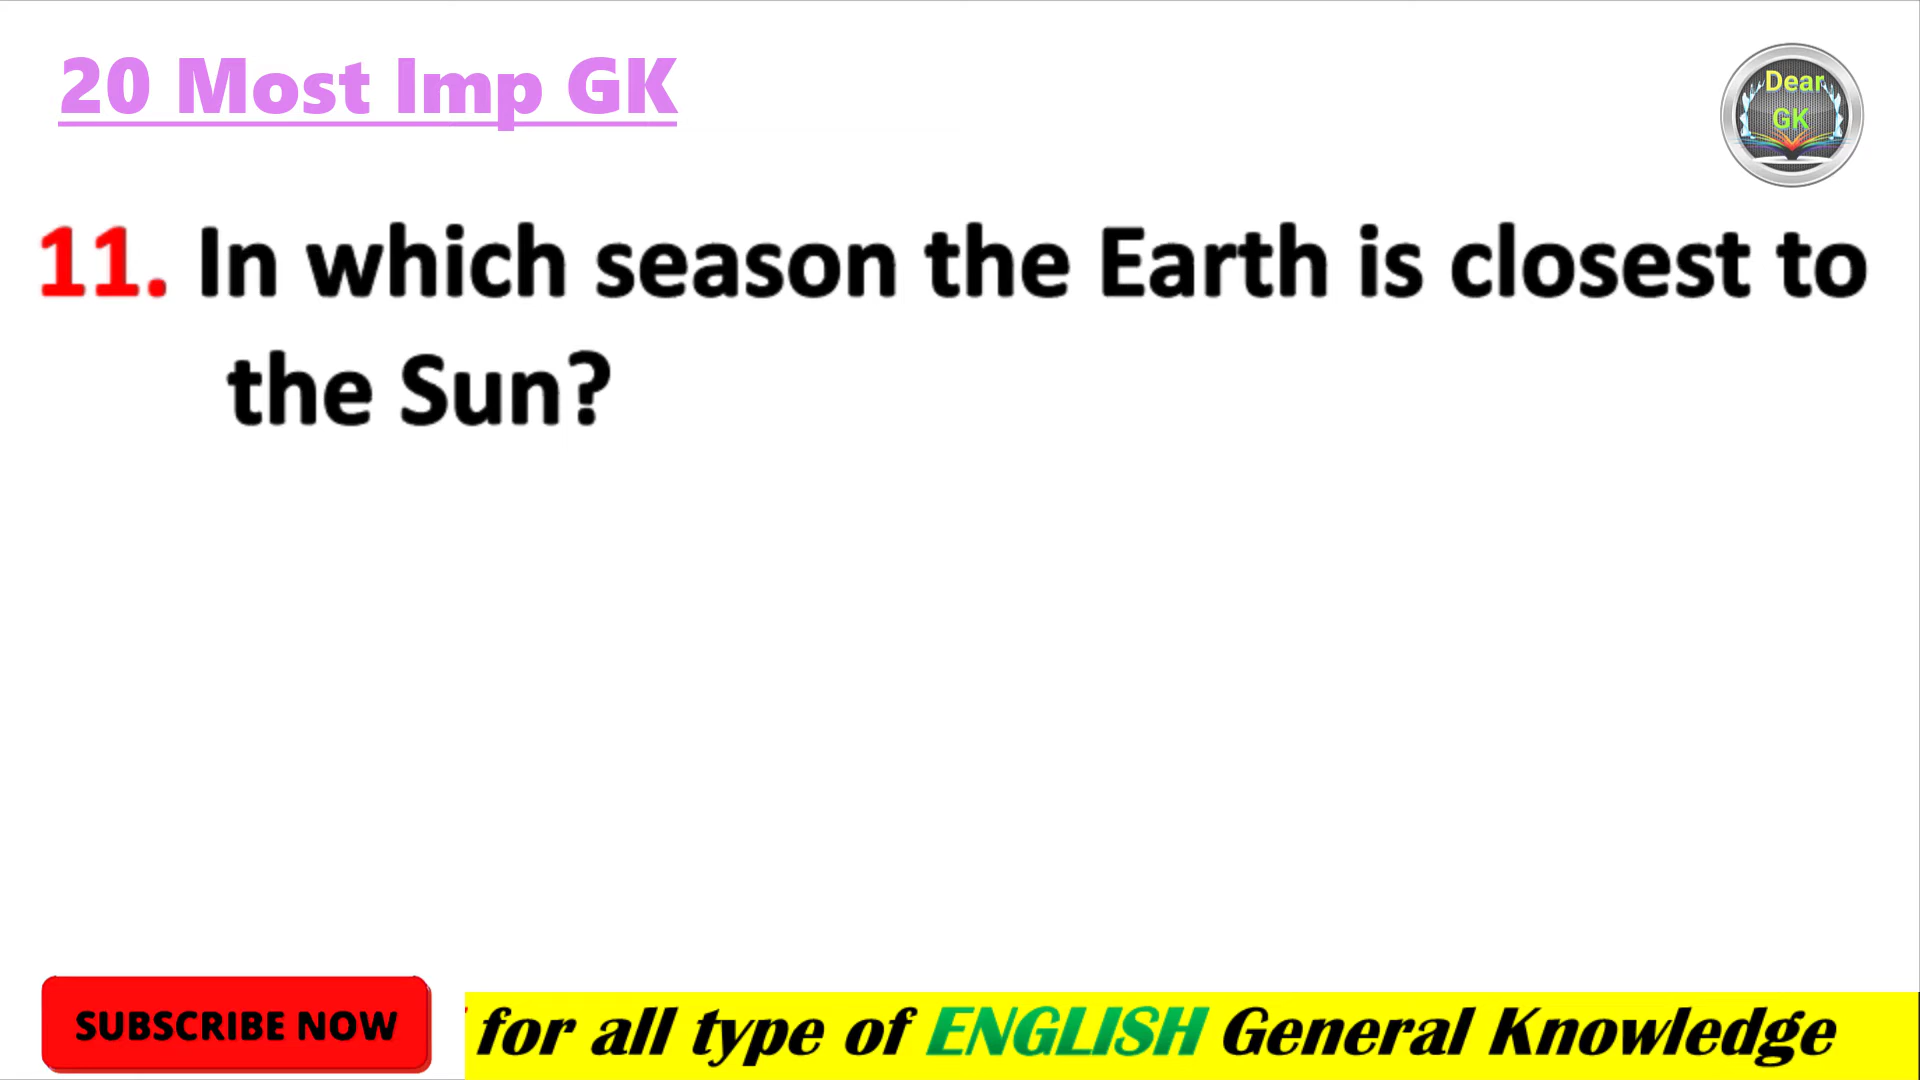 20 Most Imp GK
Dear
GK
11. In which season the Earth is closest to
the Sun?
SUBSCRIBE NOW
for all type of ENGLISH General Knowledge